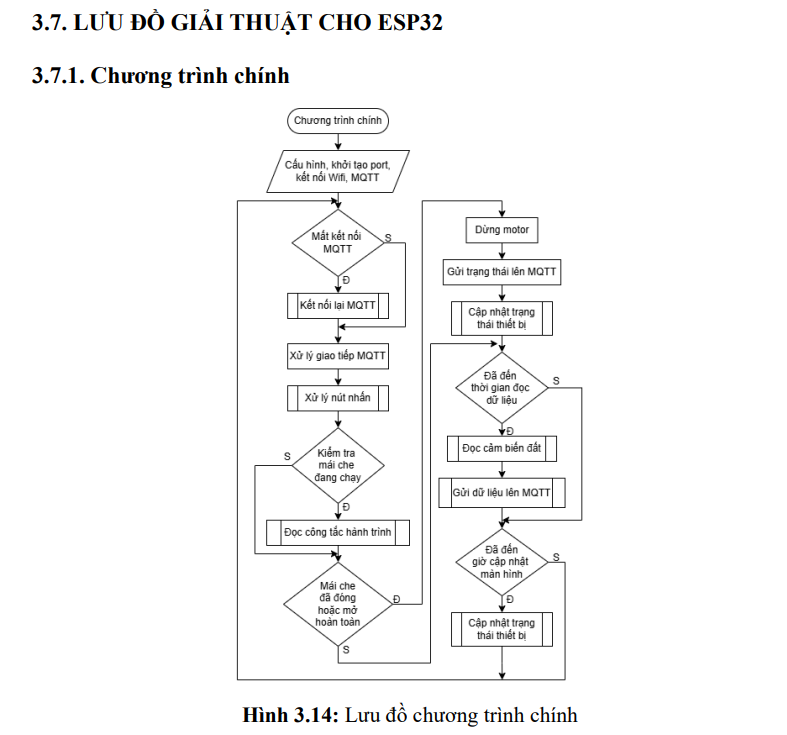 3.7. LƯU ĐỒ GIẢI THUẬT CHO ESP32
3.7.1. Chương trình chính
Chương trình chính
Cấu hình, khởi tạo port,
kết nối Wifi, MQTT
Mất kết nối
MQTT
S
Đ
Kết nối lại MQTT
Xử lý giao tiếp MQTT
Xử lý nút nhấn
Kiểm tra
mái che
đang chạy
S
Đ
Đọc công tắc hành trình
Mái che
đã đóng
hoặc mở
hoàn toàn
Đ
S
Dừng motor
Gửi trạng thái lên MQTT
Cập nhật trạng
thái thiết bị
Đã đến
thời gian đọc
dữ liệu
S
Đ
Đọc cảm biến đất
Gửi dữ liệu lên MQTT
Đã đến
giờ cập nhật
màn hình
S
Đ
Cập nhật trạng
thái thiết bị
Hình 3.14: Lưu đồ chương trình chính